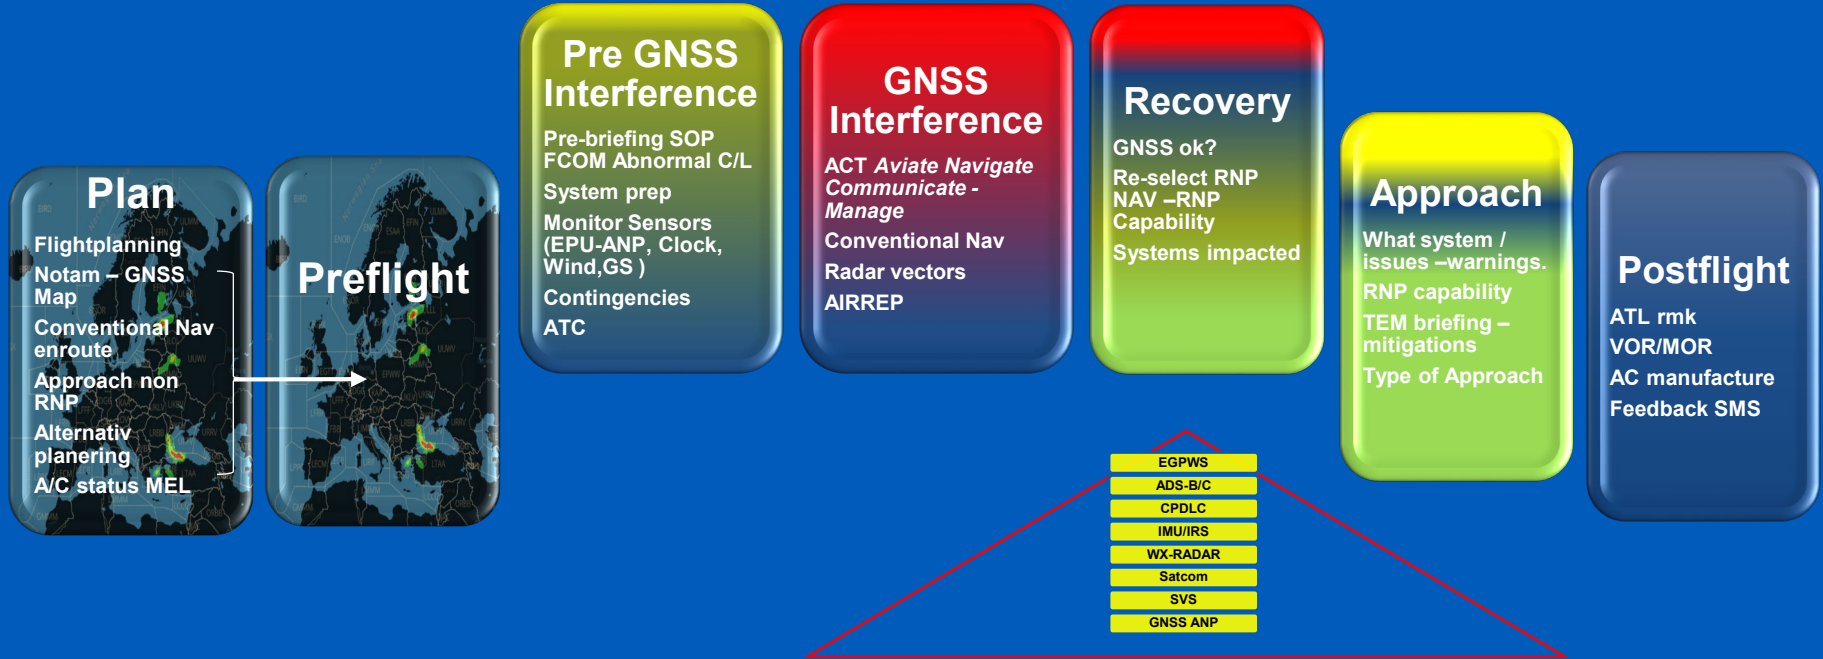 Plan
Flightplanning
Notam – GNSS
Map
Conventional Nav
enroute
Approach non
RNP
Alternativ
planering
A/C status MEL
Preflight
Pre GNSS
Interference
Pre-briefing SOP
FCOM Abnormal C/L
System prep
Monitor Sensors
(EPU-ANP, Clock,
Wind,GS )
Contingencies
ATC
GNSS
Interference
ACT Aviate Navigate
Communicate -
Manage
Conventional Nav
Radar vectors
AIRREP
Recovery
GNSS ok?
Re-select RNP
NAV –RNP
Capability
Systems impacted
Approach
What system /
issues –warnings.
RNP capability
TEM briefing –
mitigations
Type of Approach
Postflight
ATL rmk
VOR/MOR
AC manufacture
Feedback SMS
EGPWS
ADS-B/C
CPDLC
IMU/IRS
WX-RADAR
Satcom
SVS
GNSS ANP